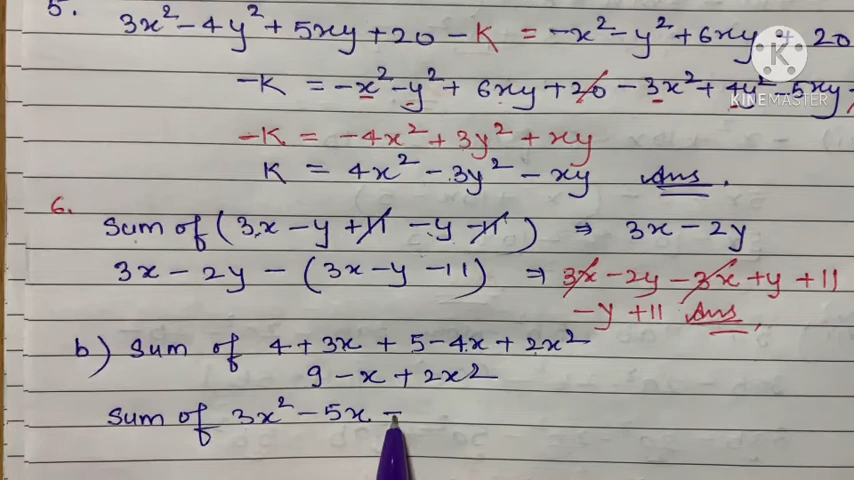 5.
3x² - 4y² + 5xy + 20 - K = -x² - y² + 6xy + 20
-K = -x² - y² + 6xy + 20 - 3x² + 4y² - 5xy
KINEMASTER
-K = -4x² + 3y² + xy
K = 4x² - 3y² - xy Ans.
6.
Sum of (3x - y + 11 - y - 11) ⇒ 3x - 2y
3x - 2y - (3x - y - 11) ⇒ 3x - 2y - 3x + y + 11
- y + 11 Ans.
b) Sum of 4 + 3x + 5 - 4x + 2x²
9 - x + 2x²
Sum of 3x² - 5x -